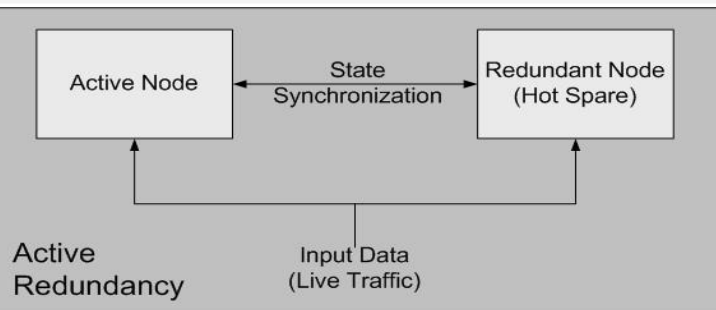 Active Node
State
Synchronization
Redundant Node
(Hot Spare)
Active
Redundancy
Input Data
(Live Traffic)